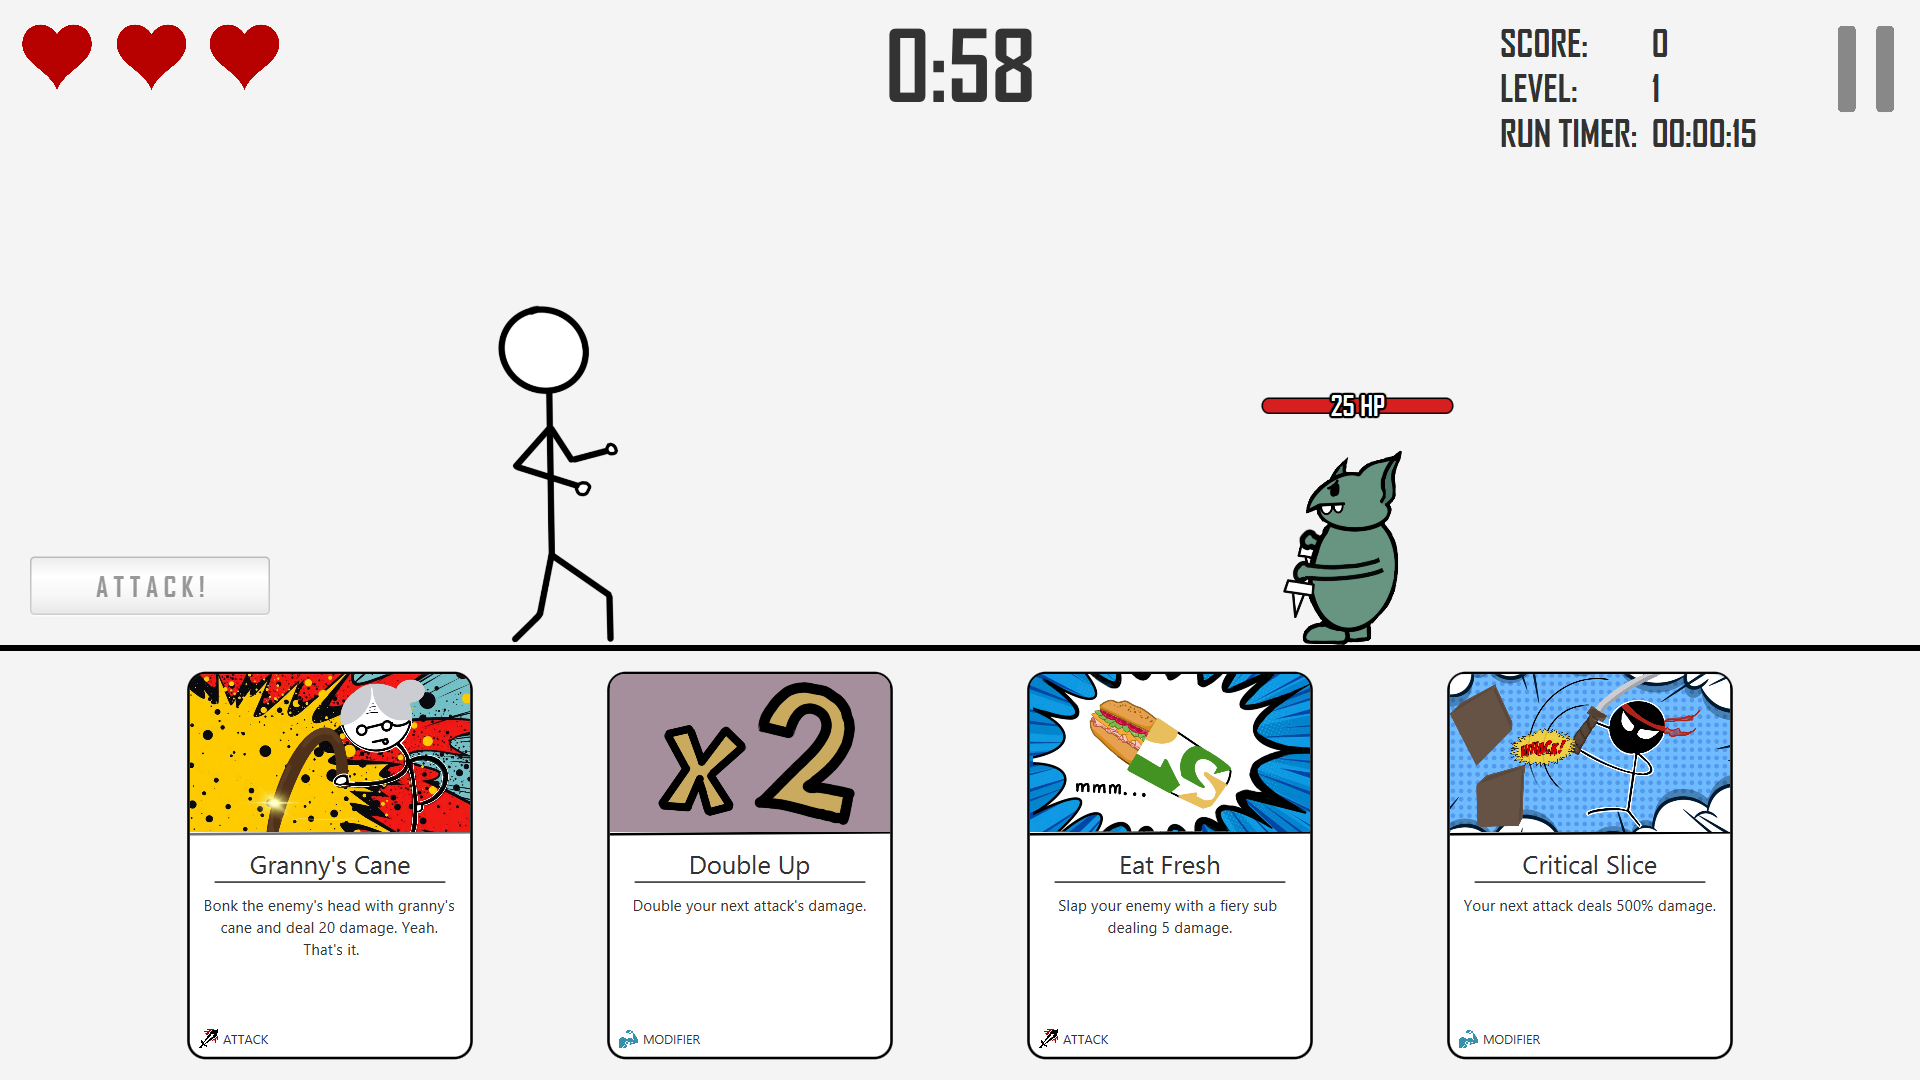 0:58
SCORE: 0
LEVEL: 1
RUN TIMER: 00:00:15
25 HP
ATTACK!
x2
mmm...
S
ATTACK!
Granny's Cane
Bonk the enemy's head with granny's
cane and deal 20 damage. Yeah.
That's it.
ATTACK
Double Up
Double your next attack's damage.
MODIFIER
Eat Fresh
Slap your enemy with a fiery sub
dealing 5 damage.
ATTACK
Critical Slice
Your next attack deals 500% damage.
MODIFIER